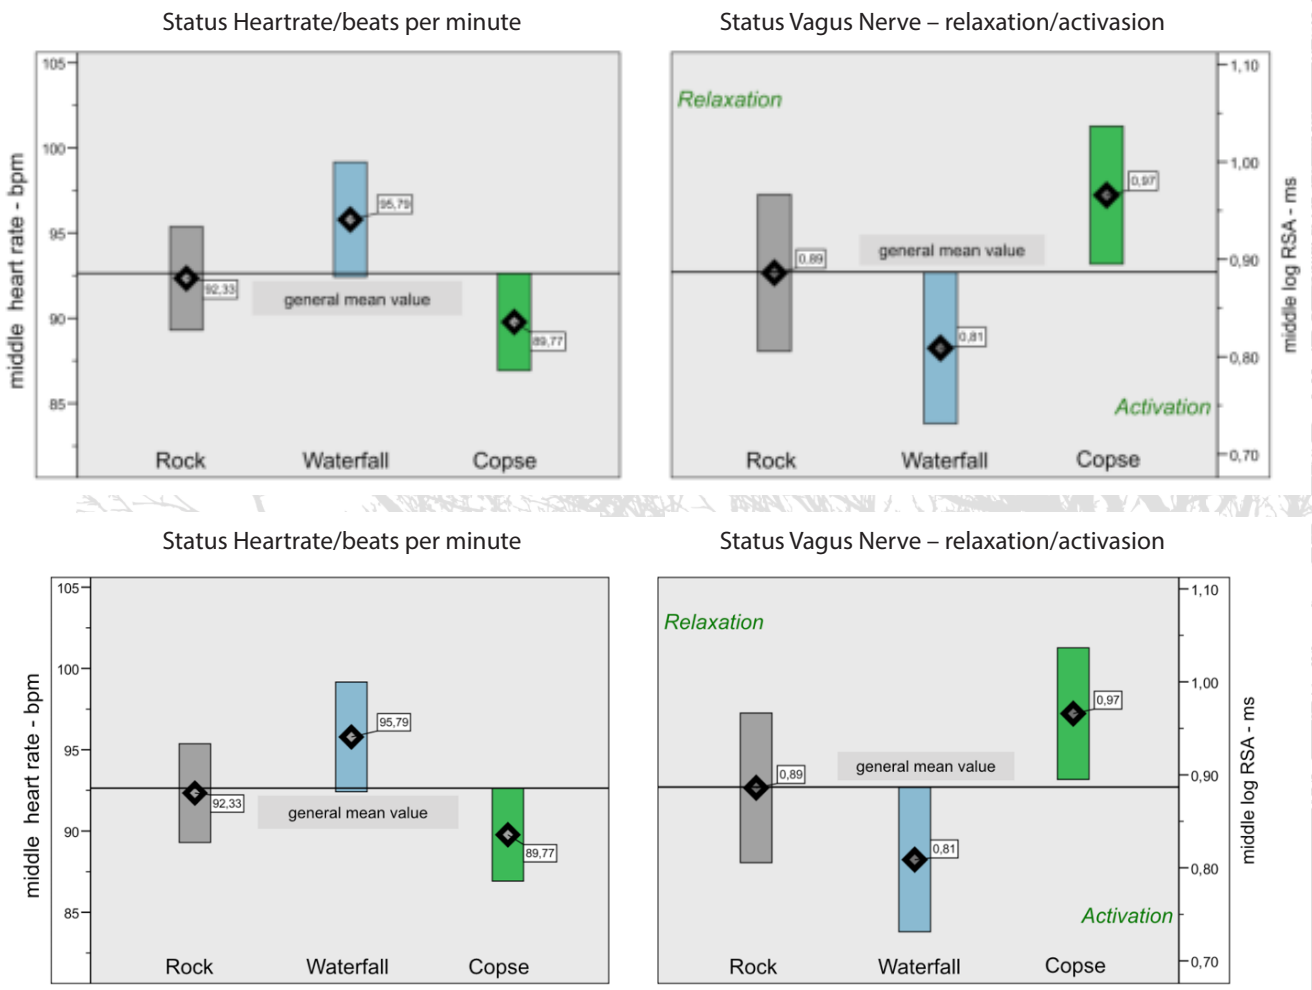 Status Heartrate/beats per minute
Status Vagus Nerve – relaxation/activasion
105
100
95
90
85
middle heart rate - bpm
95,79
92,33
general mean value
89,77
Rock
Waterfall
Copse
Relaxation
1,10
1,00
0,90
0,80
0,70
middle log RSA - ms
0,97
general mean value
0,89
0,81
Activation
Rock
Waterfall
Copse
Status Heartrate/beats per minute
Status Vagus Nerve – relaxation/activasion
105
100
95
90
85
middle heart rate - bpm
95,79
92,33
general mean value
89,77
Rock
Waterfall
Copse
Relaxation
1,10
1,00
0,90
0,80
0,70
middle log RSA - ms
0,97
general mean value
0,89
0,81
Activation
Rock
Waterfall
Copse